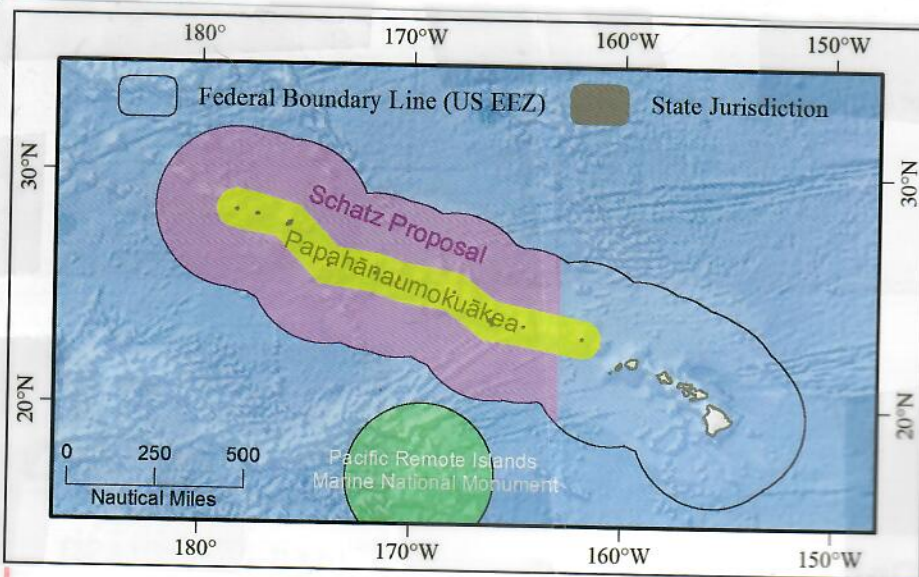 180° 170°W 160°W 150°W
Federal Boundary Line (US EEZ) State Jurisdiction
30°N 30°N
Schatz Proposal
Papahānaumokuākea
20°N 20°N
0 250 500
Nautical Miles
Pacific Remote Islands
Marine National Monument
180° 170°W 160°W 150°W